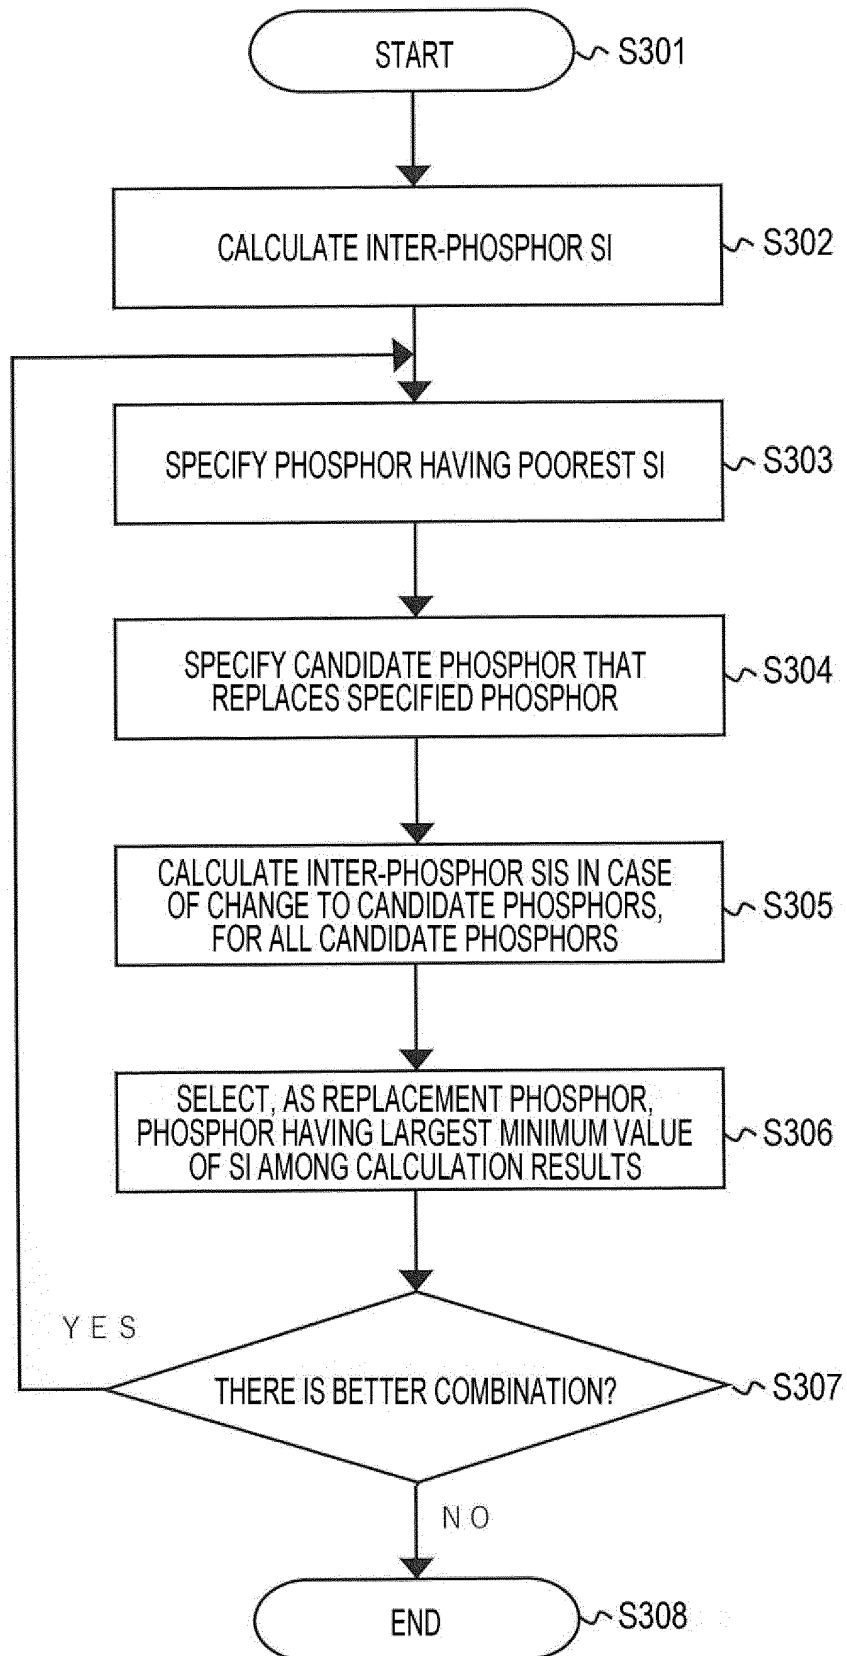 START
S301
CALCULATE INTER-PHOSPHOR SI
S302
SPECIFY PHOSPHOR HAVING POOREST SI
S303
SPECIFY CANDIDATE PHOSPHOR THAT
REPLACES SPECIFIED PHOSPHOR
S304
CALCULATE INTER-PHOSPHOR SIS IN CASE
OF CHANGE TO CANDIDATE PHOSPHORS,
FOR ALL CANDIDATE PHOSPHORS
S305
SELECT, AS REPLACEMENT PHOSPHOR,
PHOSPHOR HAVING LARGEST MINIMUM VALUE
OF SI AMONG CALCULATION RESULTS
S306
YES
THERE IS BETTER COMBINATION?
S307
NO
END
S308